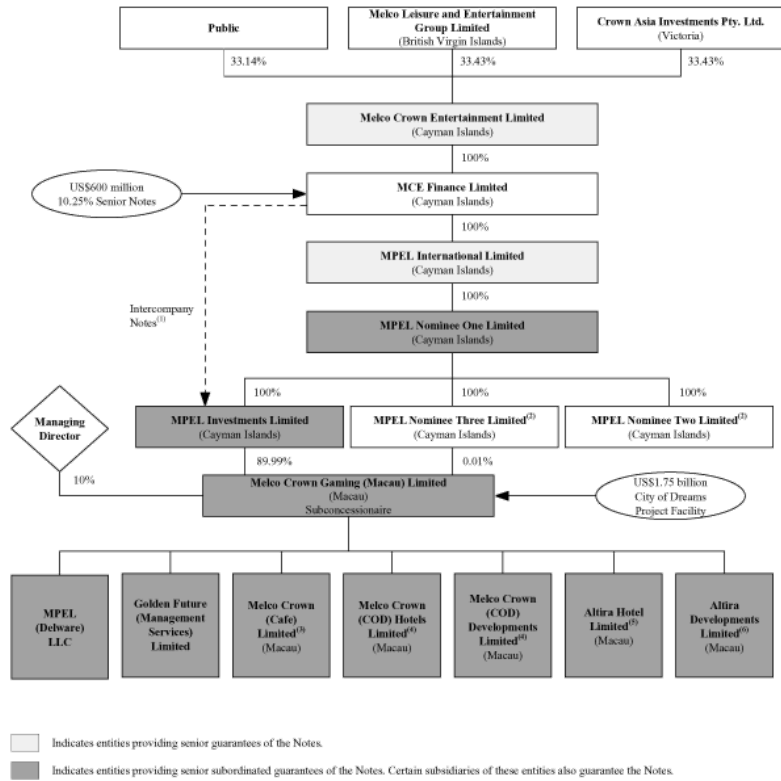 Public
Melco Leisure and Entertainment
Group Limited
(British Virgin Islands)
Crown Asia Investments Pty. Ltd.
(Victoria)
33.14%
33.43%
33.43%
Melco Crown Entertainment Limited
(Cayman Islands)
100%
US$600 million
10.25% Senior Notes
MCE Finance Limited
(Cayman Islands)
100%
MPEL International Limited
(Cayman Islands)
Intercompany
Notes(1)
100%
MPEL Nominee One Limited
(Cayman Islands)
100%
100%
100%
Managing
Director
MPEL Investments Limited
(Cayman Islands)
MPEL Nominee Three Limited(2)
(Cayman Islands)
MPEL Nominee Two Limited(2)
(Cayman Islands)
10%
89.99%
0.01%
Melco Crown Gaming (Macau) Limited
(Macau)
Subconcessionaire
US$1.75 billion
City of Dreams
Project Facility
MPEL
(Delware)
LLC
Golden Future
(Management
Services)
Limited
Melco Crown
(Cafe)
Limited(3)
(Macau)
Melco Crown
(COD) Hotels
Limited(4)
(Macau)
Melco Crown
(COD)
Developments
Limited(4)
(Macau)
Altira Hotel
Limited(5)
(Macau)
Altira
Developments
Limited(6)
(Macau)
Indicates entities providing senior guarantees of the Notes.
Indicates entities providing senior subordinated guarantees of the Notes. Certain subsidiaries of these entities also guarantee the Notes.